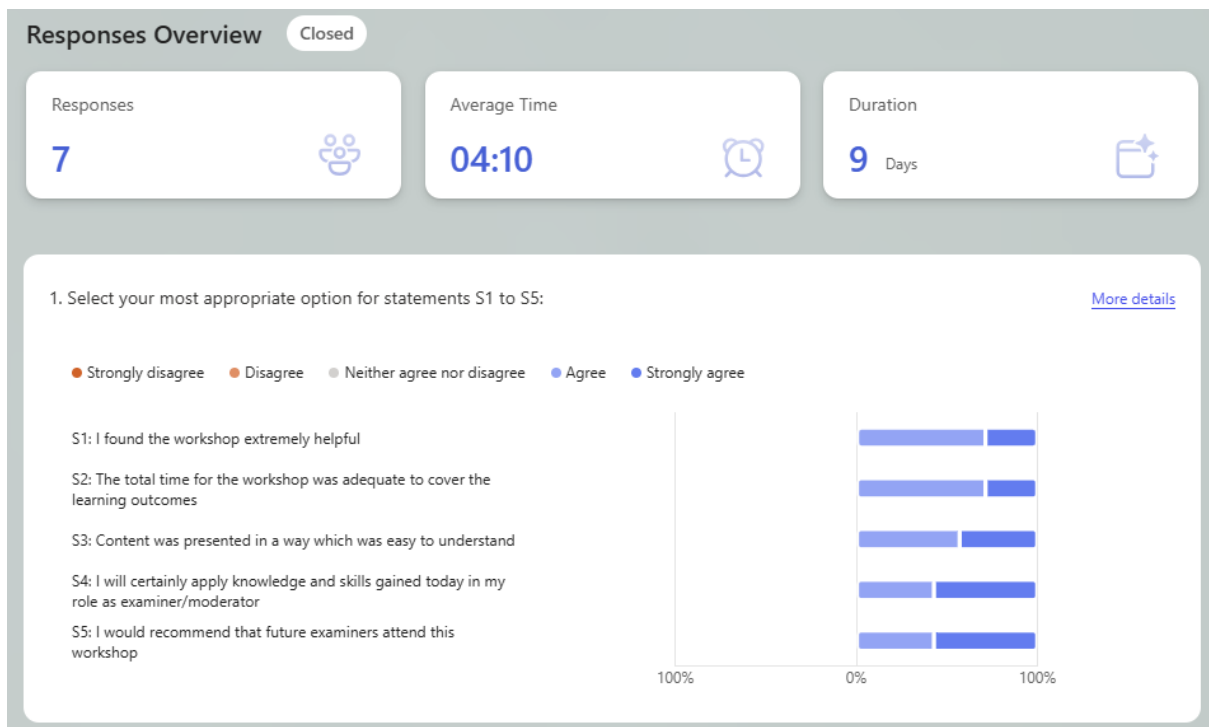 Responses Overview Closed
Responses
7
Average Time
04:10
Duration
9 Days
1. Select your most appropriate option for statements S1 to S5:
More details
Strongly disagree Disagree Neither agree nor disagree Agree Strongly agree
S1: I found the workshop extremely helpful
S2: The total time for the workshop was adequate to cover the
learning outcomes
S3: Content was presented in a way which was easy to understand
S4: I will certainly apply knowledge and skills gained today in my
role as examiner/moderator
S5: I would recommend that future examiners attend this
workshop
100% 0% 100%